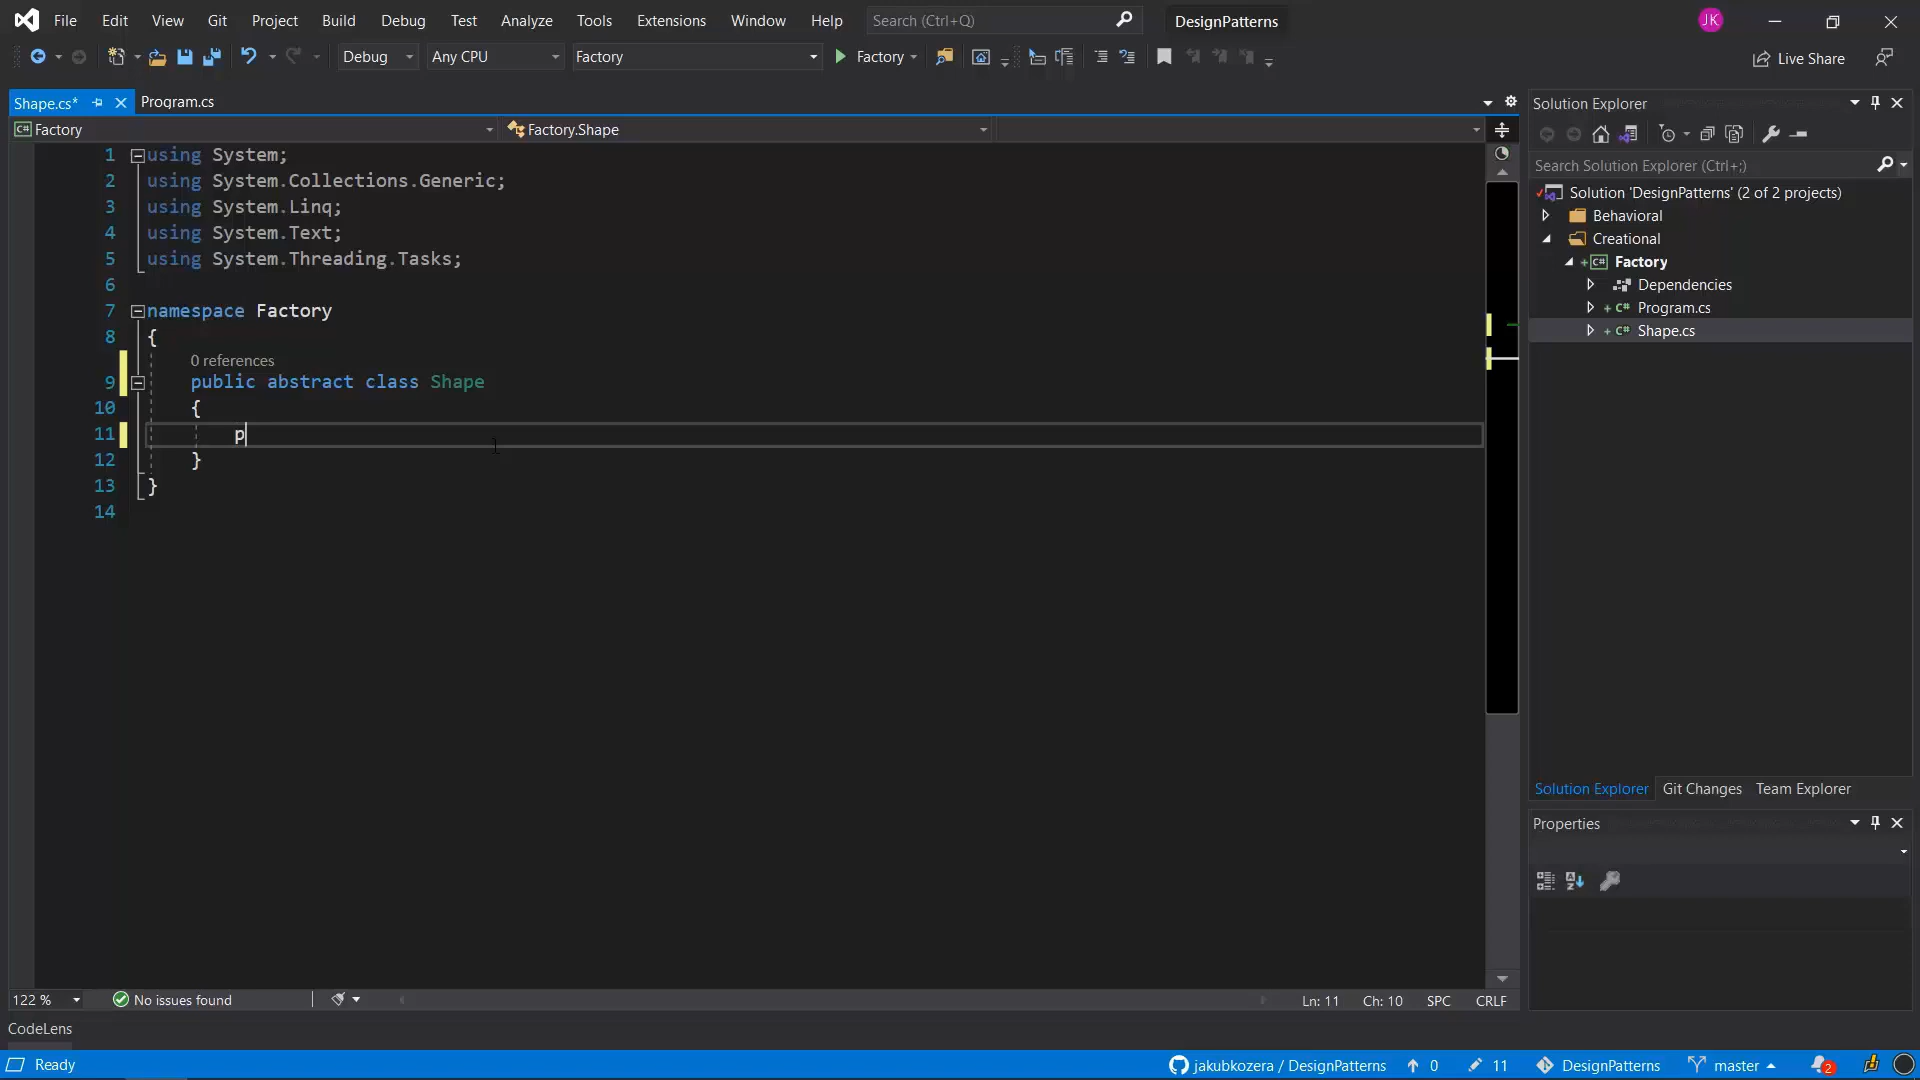 File Edit View Git Project Build Debug Test Analyze Tools Extensions Window Help Search (Ctrl+Q) DesignPatterns JK
Debug Any CPU Factory Factory Live Share
Shape.cs* Program.cs
Factory Factory.Shape
1 using System;
2 using System.Collections.Generic;
3 using System.Linq;
4 using System.Text;
5 using System.Threading.Tasks;
6
7 namespace Factory
8 {
0 references
9 public abstract class Shape
10 {
11 p
12 }
13 }
14
122 % No issues found Ln: 11 Ch: 10 SPC CRLF
CodeLens
Solution Explorer
Search Solution Explorer (Ctrl+;)
Solution 'DesignPatterns' (2 of 2 projects)
Behavioral
Creational
C# Factory
Dependencies
C# Program.cs
C# Shape.cs
Solution Explorer Git Changes Team Explorer
Properties
Ready jakubkozera / DesignPatterns 0 11 DesignPatterns master 2